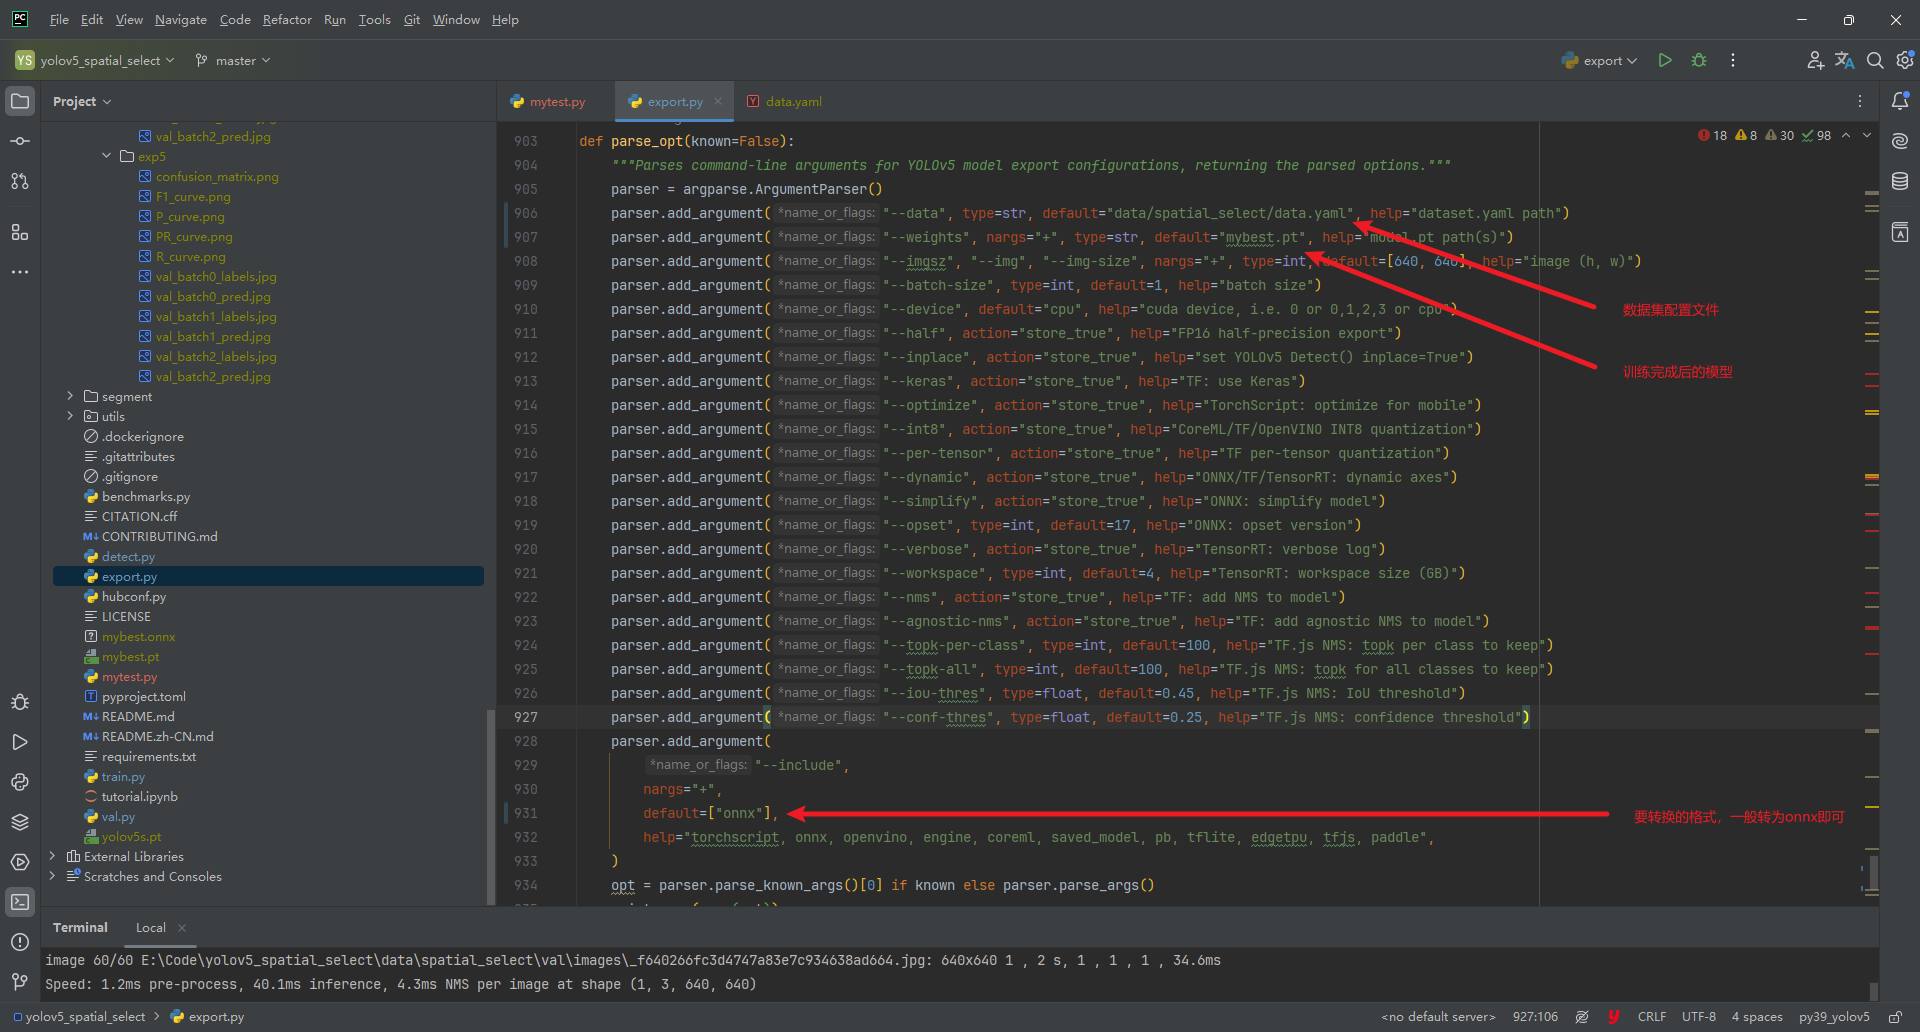 PC File Edit View Navigate Code Refactor Run Tools Git Window Help
YS yolov5_spatial_select master export
Project
val_batch2_pred.jpg
exp5
confusion_matrix.png
F1_curve.png
P_curve.png
PR_curve.png
R_curve.png
val_batch0_labels.jpg
val_batch0_pred.jpg
val_batch1_labels.jpg
val_batch1_pred.jpg
val_batch2_labels.jpg
val_batch2_pred.jpg
segment
utils
.dockerignore
.gitattributes
.gitignore
benchmarks.py
CITATION.cff
M↓ CONTRIBUTING.md
detect.py
export.py
hubconf.py
LICENSE
mybest.onnx
mybest.pt
mytest.py
pyproject.toml
M↓ README.md
M↓ README.zh-CN.md
requirements.txt
train.py
tutorial.ipynb
val.py
yolov5s.pt
External Libraries
Scratches and Consoles
mytest.py export.py data.yaml
18 8 30 98
903 def parse_opt(known=False):
904 """Parses command-line arguments for YOLOv5 model export configurations, returning the parsed options."""
905 parser = argparse.ArgumentParser()
906 parser.add_argument( *name_or_flags: "--data", type=str, default="data/spatial_select/data.yaml", help="dataset.yaml path")
907 parser.add_argument( *name_or_flags: "--weights", nargs="+", type=str, default="mybest.pt", help="model.pt path(s)")
908 parser.add_argument( *name_or_flags: "--imgsz", "--img", "--img-size", nargs="+", type=int, default=[640, 640], help="image (h, w)")
909 parser.add_argument( *name_or_flags: "--batch-size", type=int, default=1, help="batch size")
910 parser.add_argument( *name_or_flags: "--device", default="cpu", help="cuda device, i.e. 0 or 0,1,2,3 or cpu")
911 parser.add_argument( *name_or_flags: "--half", action="store_true", help="FP16 half-precision export")
912 parser.add_argument( *name_or_flags: "--inplace", action="store_true", help="set YOLOv5 Detect() inplace=True")
913 parser.add_argument( *name_or_flags: "--keras", action="store_true", help="TF: use Keras")
914 parser.add_argument( *name_or_flags: "--optimize", action="store_true", help="TorchScript: optimize for mobile")
915 parser.add_argument( *name_or_flags: "--int8", action="store_true", help="CoreML/TF/OpenVINO INT8 quantization")
916 parser.add_argument( *name_or_flags: "--per-tensor", action="store_true", help="TF per-tensor quantization")
917 parser.add_argument( *name_or_flags: "--dynamic", action="store_true", help="ONNX/TF/TensorRT: dynamic axes")
918 parser.add_argument( *name_or_flags: "--simplify", action="store_true", help="ONNX: simplify model")
919 parser.add_argument( *name_or_flags: "--opset", type=int, default=17, help="ONNX: opset version")
920 parser.add_argument( *name_or_flags: "--verbose", action="store_true", help="TensorRT: verbose log")
921 parser.add_argument( *name_or_flags: "--workspace", type=int, default=4, help="TensorRT: workspace size (GB)")
922 parser.add_argument( *name_or_flags: "--nms", action="store_true", help="TF: add NMS to model")
923 parser.add_argument( *name_or_flags: "--agnostic-nms", action="store_true", help="TF: add agnostic NMS to model")
924 parser.add_argument( *name_or_flags: "--topk-per-class", type=int, default=100, help="TF.js NMS: topk per class to keep")
925 parser.add_argument( *name_or_flags: "--topk-all", type=int, default=100, help="TF.js NMS: topk for all classes to keep")
926 parser.add_argument( *name_or_flags: "--iou-thres", type=float, default=0.45, help="TF.js NMS: IoU threshold")
927 parser.add_argument( *name_or_flags: "--conf-thres", type=float, default=0.25, help="TF.js NMS: confidence threshold")
928 parser.add_argument(
929 *name_or_flags: "--include",
930 nargs="+",
931 default=["onnx"],
932 help="torchscript, onnx, openvino, engine, coreml, saved_model, pb, tflite, edgetpu, tfjs, paddle",
933 )
934 opt = parser.parse_known_args()[0] if known else parser.parse_args()
数据集配置文件
训练完成后的模型
要转换的格式，一般转为onnx即可
Terminal Local
image 60/60 E:\Code\yolov5_spatial_select\data\spatial_select\val\images\_f640266fc3d4747a83e7c934638ad664.jpg: 640x640 1 , 2 s, 1 , 1 , 1 , 34.6ms
Speed: 1.2ms pre-process, 40.1ms inference, 4.3ms NMS per image at shape (1, 3, 640, 640)
yolov5_spatial_select > export.py <no default server> 927:106 CRLF UTF-8 4 spaces py39_yolov5